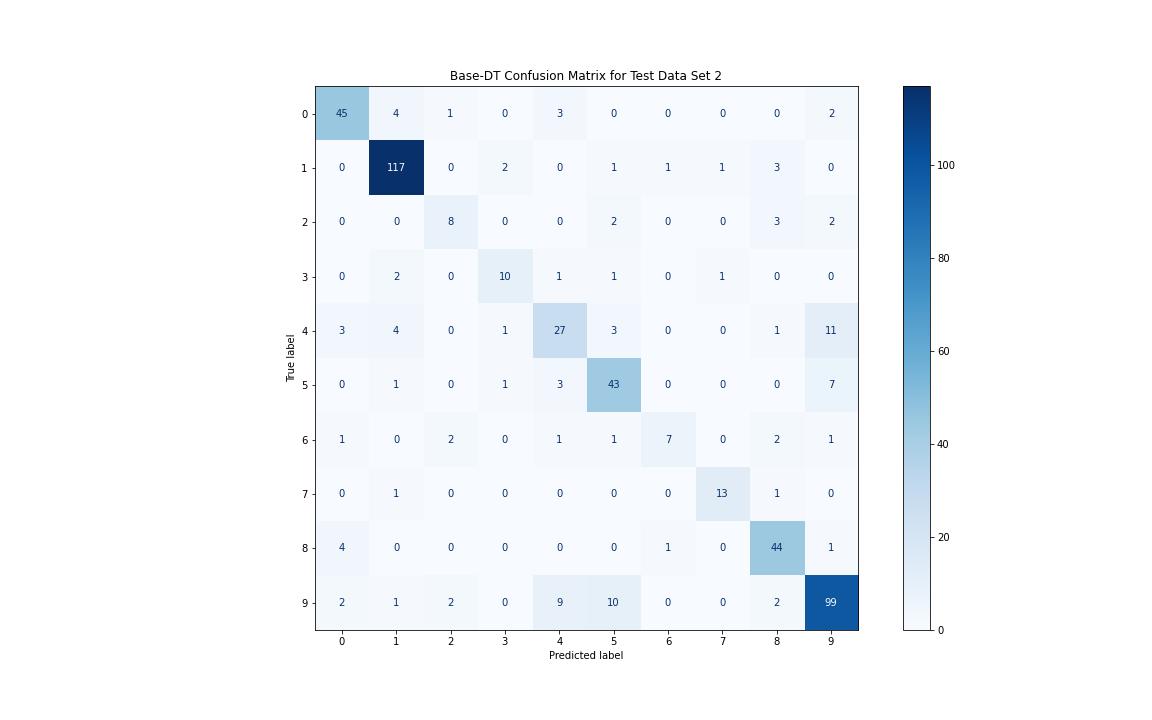 Base-DT Confusion Matrix for Test Data Set 2
0 45 4 1 0 3 0 0 0 0 2
1 0 117 0 2 0 1 1 1 3 0
2 0 0 8 0 0 2 0 0 3 2
3 0 2 0 10 1 1 0 1 0 0
4 3 4 0 1 27 3 0 0 1 11
True label
5 0 1 0 1 3 43 0 0 0 7
6 1 0 2 0 1 1 7 0 2 1
7 0 1 0 0 0 0 0 13 1 0
8 4 0 0 0 0 0 1 0 44 1
9 2 1 2 0 9 10 0 0 2 99
0 1 2 3 4 5 6 7 8 9
Predicted label
100
80
60
40
20
0